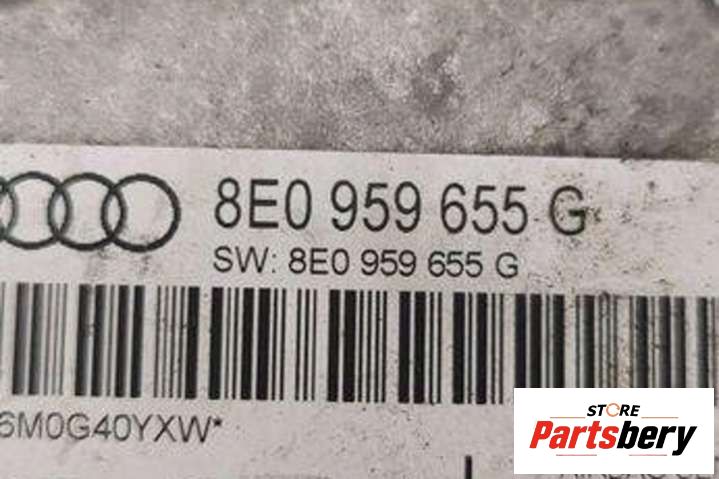 8E0 959 655 G
SW: 8E0 959 655 G
6M0G40YXW*
STORE
Partsbery